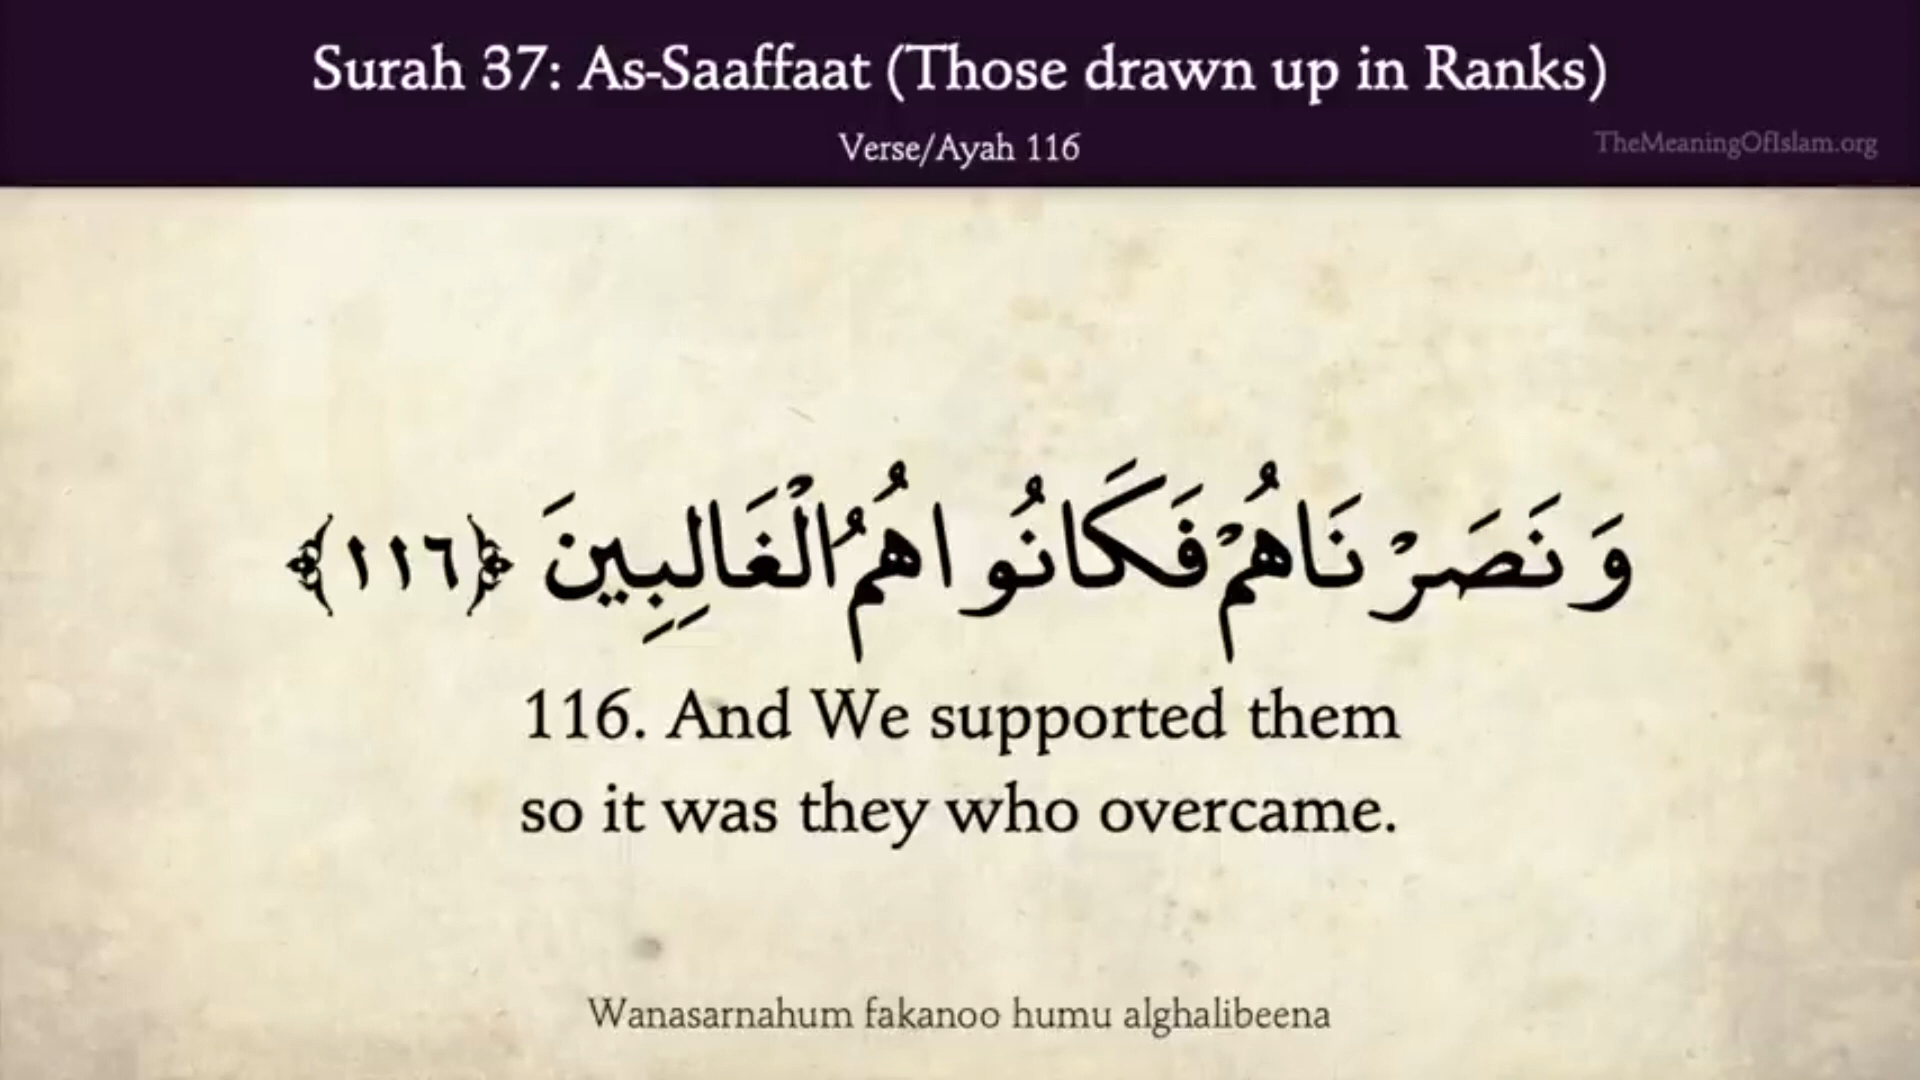 Surah 37: As-Saaffaat (Those drawn up in Ranks)
Verse/Ayah 116
TheMeaningOfIslam.org
وَنَصَرْنَاهُمْ فَكَانُوا هُمُ الْغَالِبِينَ ﴿١١٦﴾
116. And We supported them
so it was they who overcame.
Wanasarnahum fakanoo humu alghalibeena